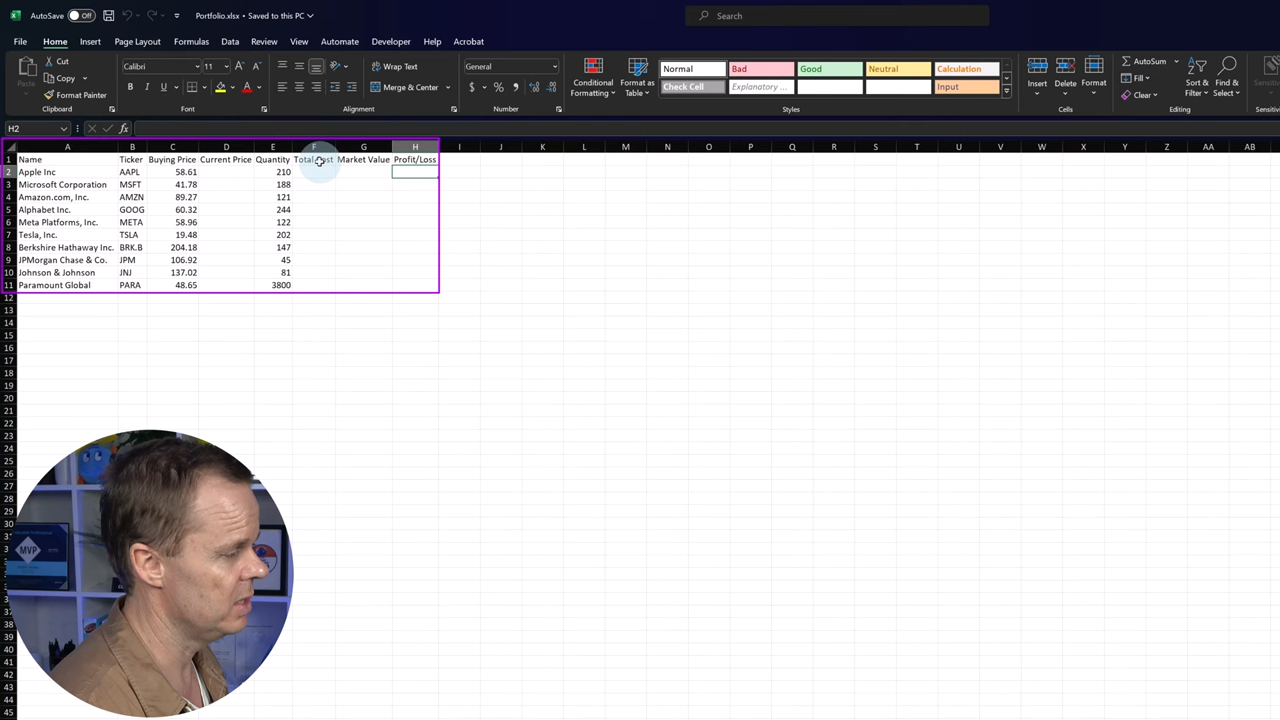 AutoSave Off Portfolio.xlsx • Saved to this PC Search
File Home Insert Page Layout Formulas Data Review View Automate Developer Help Acrobat
Paste Cut Copy Format Painter Clipboard
Calibri 11 A A B I U A Font
Wrap Text Merge & Center Alignment
General $ % , Number
Conditional Formatting Format as Table
Normal Bad Good Neutral Calculation
Check Cell Explanatory ... Input
Styles
Insert Delete Format Cells
AutoSum Fill Clear Sort & Filter Find & Select Editing
H2 fx
A B C D E F G H I J K L M N O P Q R S T U V W X Y Z AA AB
1 Name Ticker Buying Price Current Price Quantity Total Cost Market Value Profit/Loss
2 Apple Inc AAPL 58.61 210
3 Microsoft Corporation MSFT 41.78 188
4 Amazon.com, Inc. AMZN 89.27 121
5 Alphabet Inc. GOOG 60.32 244
6 Meta Platforms, Inc. META 58.96 122
7 Tesla, Inc. TSLA 19.48 202
8 Berkshire Hathaway Inc. BRK.B 204.18 147
9 JPMorgan Chase & Co. JPM 106.92 45
10 Johnson & Johnson JNJ 137.02 81
11 Paramount Global PARA 48.65 3800
12
13
14
15
16
17
18
19
20
21
22
23
24
25
26
27
28
29
30
37
38
39
40
41
42
43
44
45
MVP